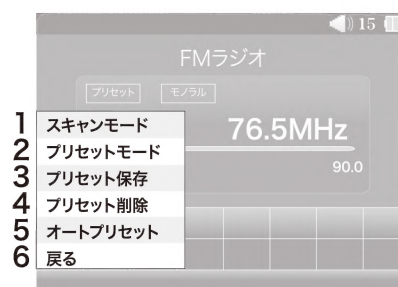 15
FMラジオ
プリセット モノラル
76.5MHz
90.0
1 スキャンモード
2 プリセットモード
3 プリセット保存
4 プリセット削除
5 オートプリセット
6 戻る